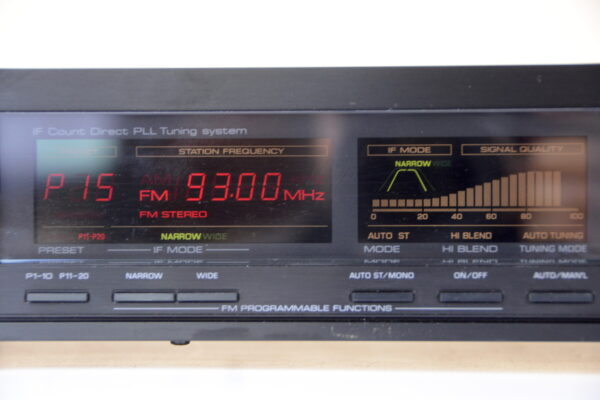 IF Count Direct PLL Tuning system
STATION FREQUENCY
P 15 FM 93.00 MHz
FM STEREO
P11-P20 NARROW WIDE
PRESET IF MODE
P1-10 P11-20 NARROW WIDE
IF MODE SIGNAL QUALITY
NARROW WIDE
0 20 40 60 80 100
AUTO ST HI BLEND AUTO TUNING
MODE HI BLEND TUNING MODE
AUTO ST/MONO ON/OFF AUTO/MAN'L
FM PROGRAMMABLE FUNCTIONS